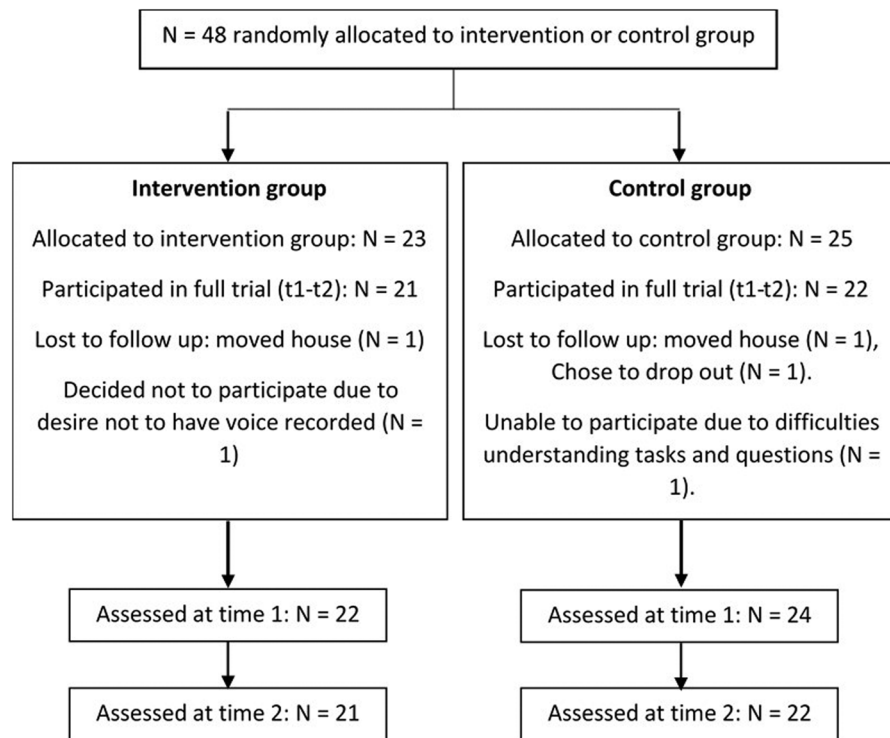 N = 48 randomly allocated to intervention or control group
Intervention group
Allocated to intervention group: N = 23
Participated in full trial (t1-t2): N = 21
Lost to follow up: moved house (N = 1)
Decided not to participate due to
desire not to have voice recorded (N =
1)
Control group
Allocated to control group: N = 25
Participated in full trial (t1-t2): N = 22
Lost to follow up: moved house (N = 1),
Chose to drop out (N = 1).
Unable to participate due to difficulties
understanding tasks and questions (N =
1).
Assessed at time 1: N = 22
Assessed at time 1: N = 24
Assessed at time 2: N = 21
Assessed at time 2: N = 22